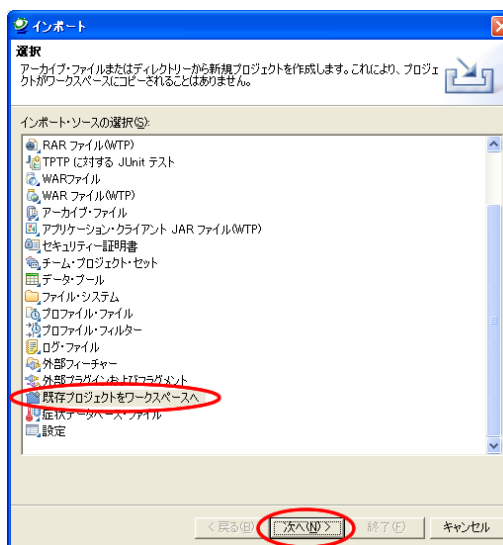 インポート
選択
アーカイブ・ファイルまたはディレクトリーから新規プロジェクトを作成します。これにより、プロジェ
クトがワークスペースにコピーされることはありません。
インポート・ソースの選択(S):
RAR ファイル(WTP)
TPTP に対する JUnit テスト
WARファイル
WAR ファイル(WTP)
アーカイブ・ファイル
アプリケーション・クライアント JAR ファイル(WTP)
セキュリティー証明書
チーム・プロジェクト・セット
データ・プール
ファイル・システム
プロファイル・ファイル
プロファイル・フィルター
ログ・ファイル
外部フィーチャー
外部プラグインおよびフラグメント
既存プロジェクトをワークスペースへ
症状データベース・ファイル
設定
< 戻る(B)
次へ(N) >
終了(F)
キャンセル